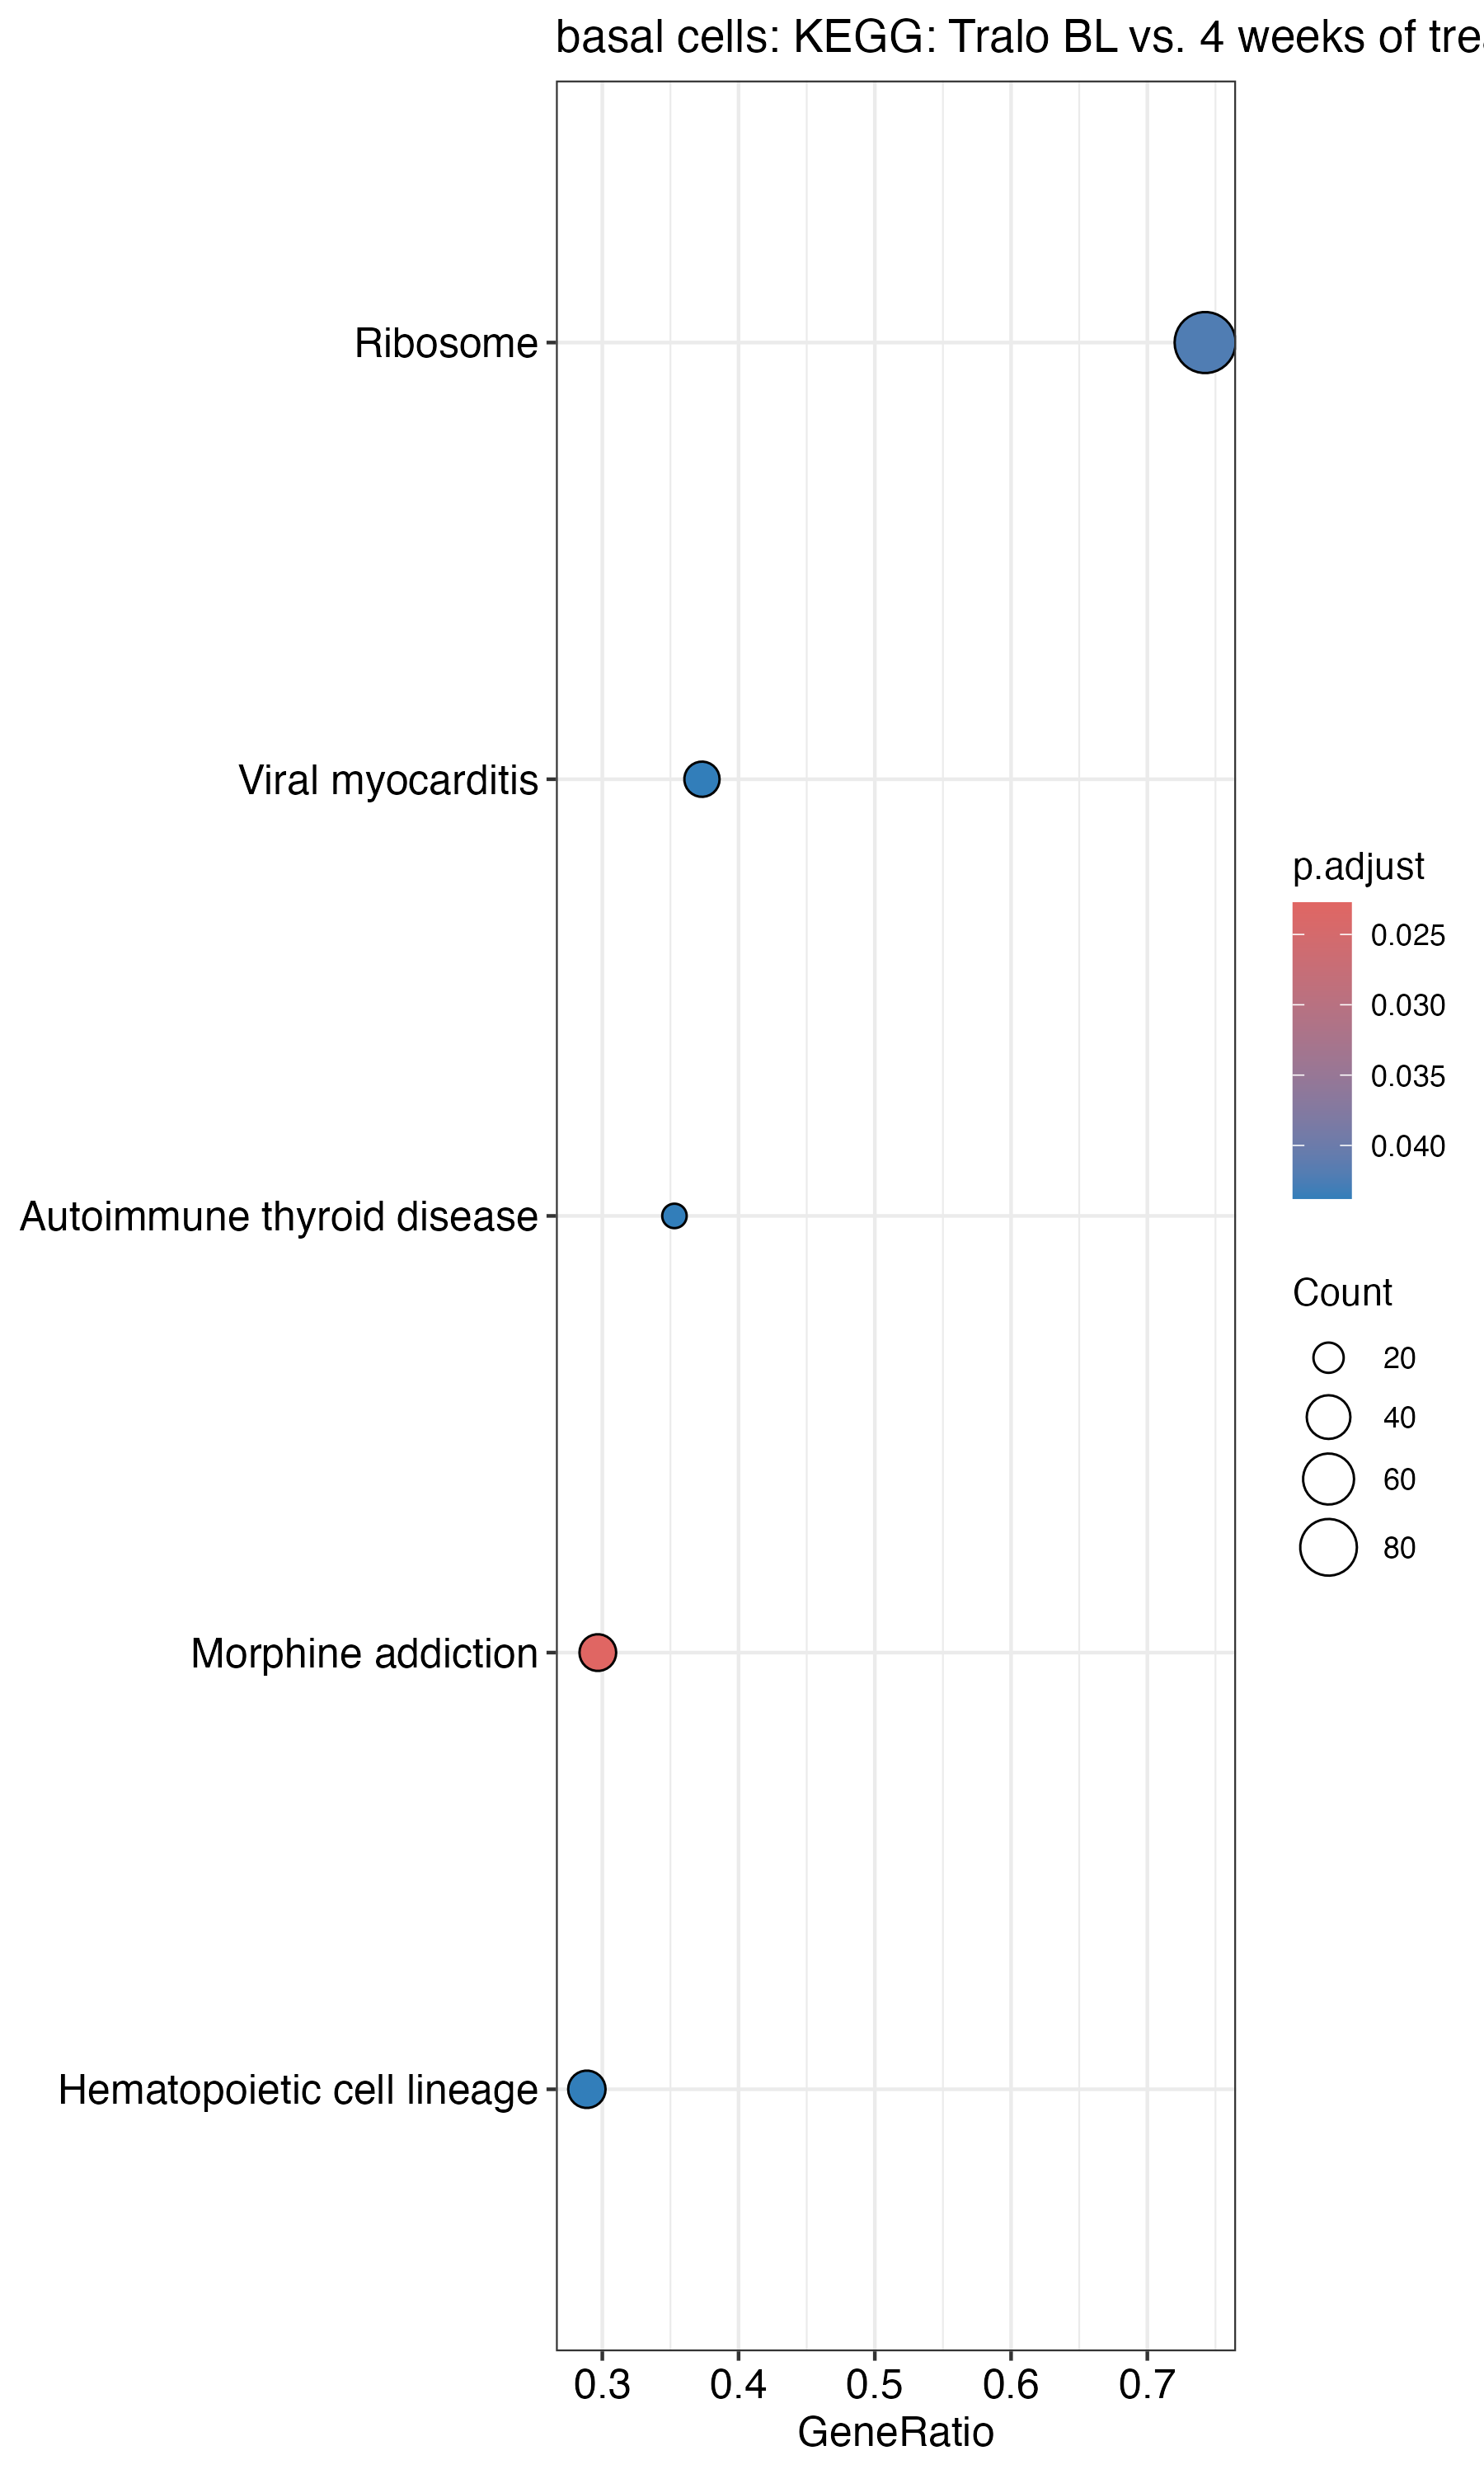 basal cells: KEGG: Tralo BL vs. 4 weeks of tre
Ribosome
Viral myocarditis
Autoimmune thyroid disease
Morphine addiction
Hematopoietic cell lineage
0.3 0.4 0.5 0.6 0.7
GeneRatio
p.adjust
0.025
0.030
0.035
0.040
Count
20
40
60
80